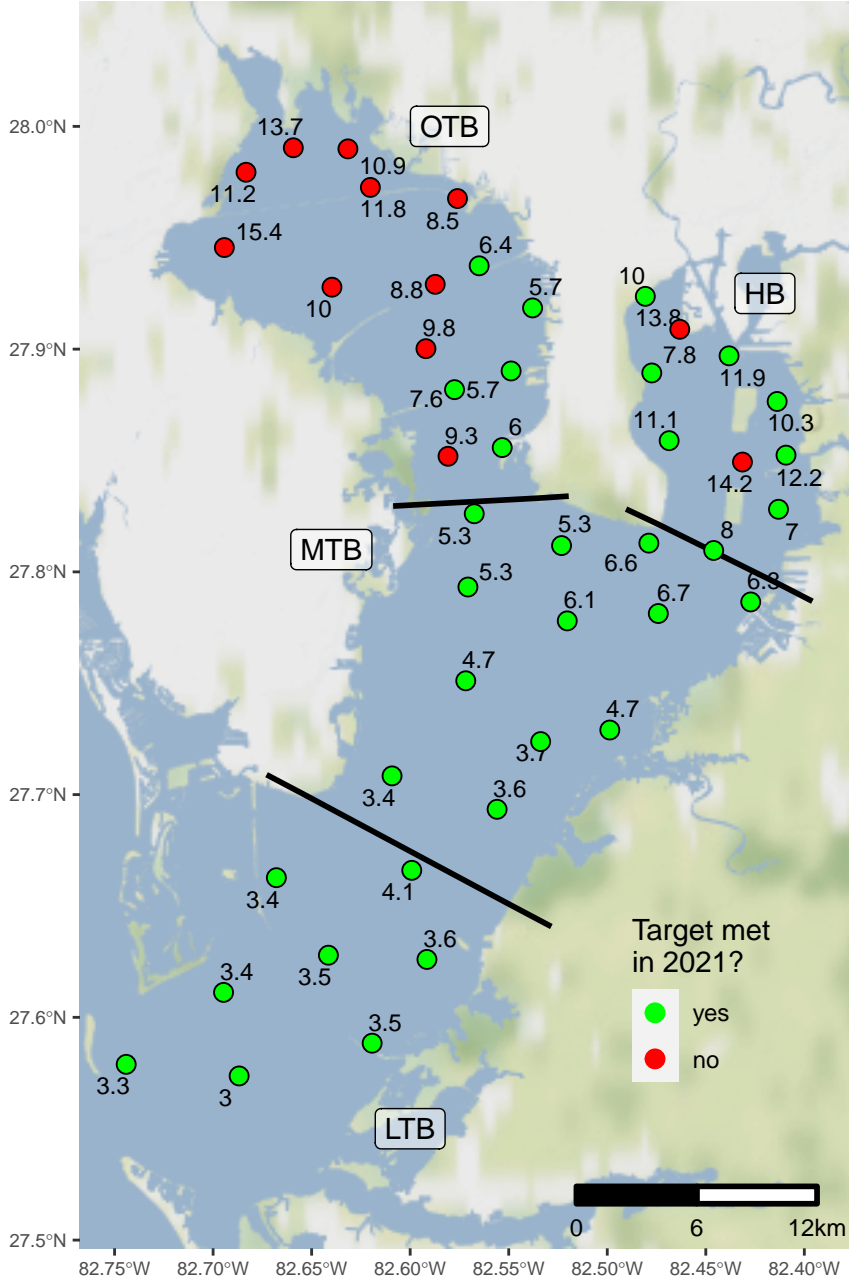 OTB
28.0°N
13.7
10.9
11.2
11.8
8.5
15.4
6.4
10
8.8
5.7
10
HB
13.8
27.9°N
9.8
7.8
11.9
7.6
5.7
11.1
10.3
9.3
6
14.2
12.2
7
MTB
5.3
5.3
6.6
8
27.8°N
5.3
6.1
6.7
6.3
4.7
4.7
3.7
27.7°N
3.4
3.6
3.4
4.1
3.6
3.5
3.4
Target met
in 2021?
yes
no
27.6°N
3.5
3.3
3
LTB
0
6
12km
27.5°N
82.75°W
82.70°W
82.65°W
82.60°W
82.55°W
82.50°W
82.45°W
82.40°W